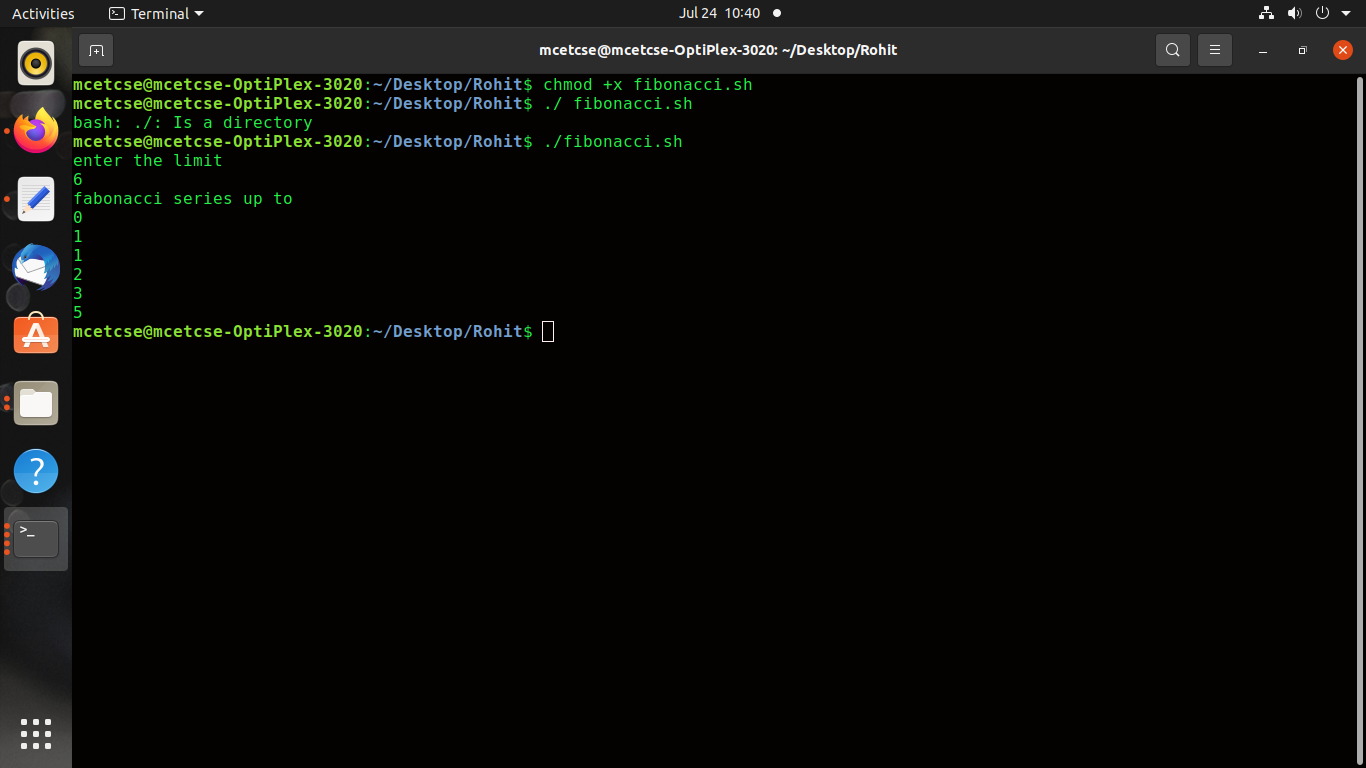 Activities Terminal Jul 24 10:40
mcetcse@mcetcse-OptiPlex-3020: ~/Desktop/Rohit
mcetcse@mcetcse-OptiPlex-3020:~/Desktop/Rohit$ chmod +x fibonacci.sh
mcetcse@mcetcse-OptiPlex-3020:~/Desktop/Rohit$ ./ fibonacci.sh
bash: ./: Is a directory
mcetcse@mcetcse-OptiPlex-3020:~/Desktop/Rohit$ ./fibonacci.sh
enter the limit
6
fabonacci series up to
0
1
1
2
3
5
mcetcse@mcetcse-OptiPlex-3020:~/Desktop/Rohit$